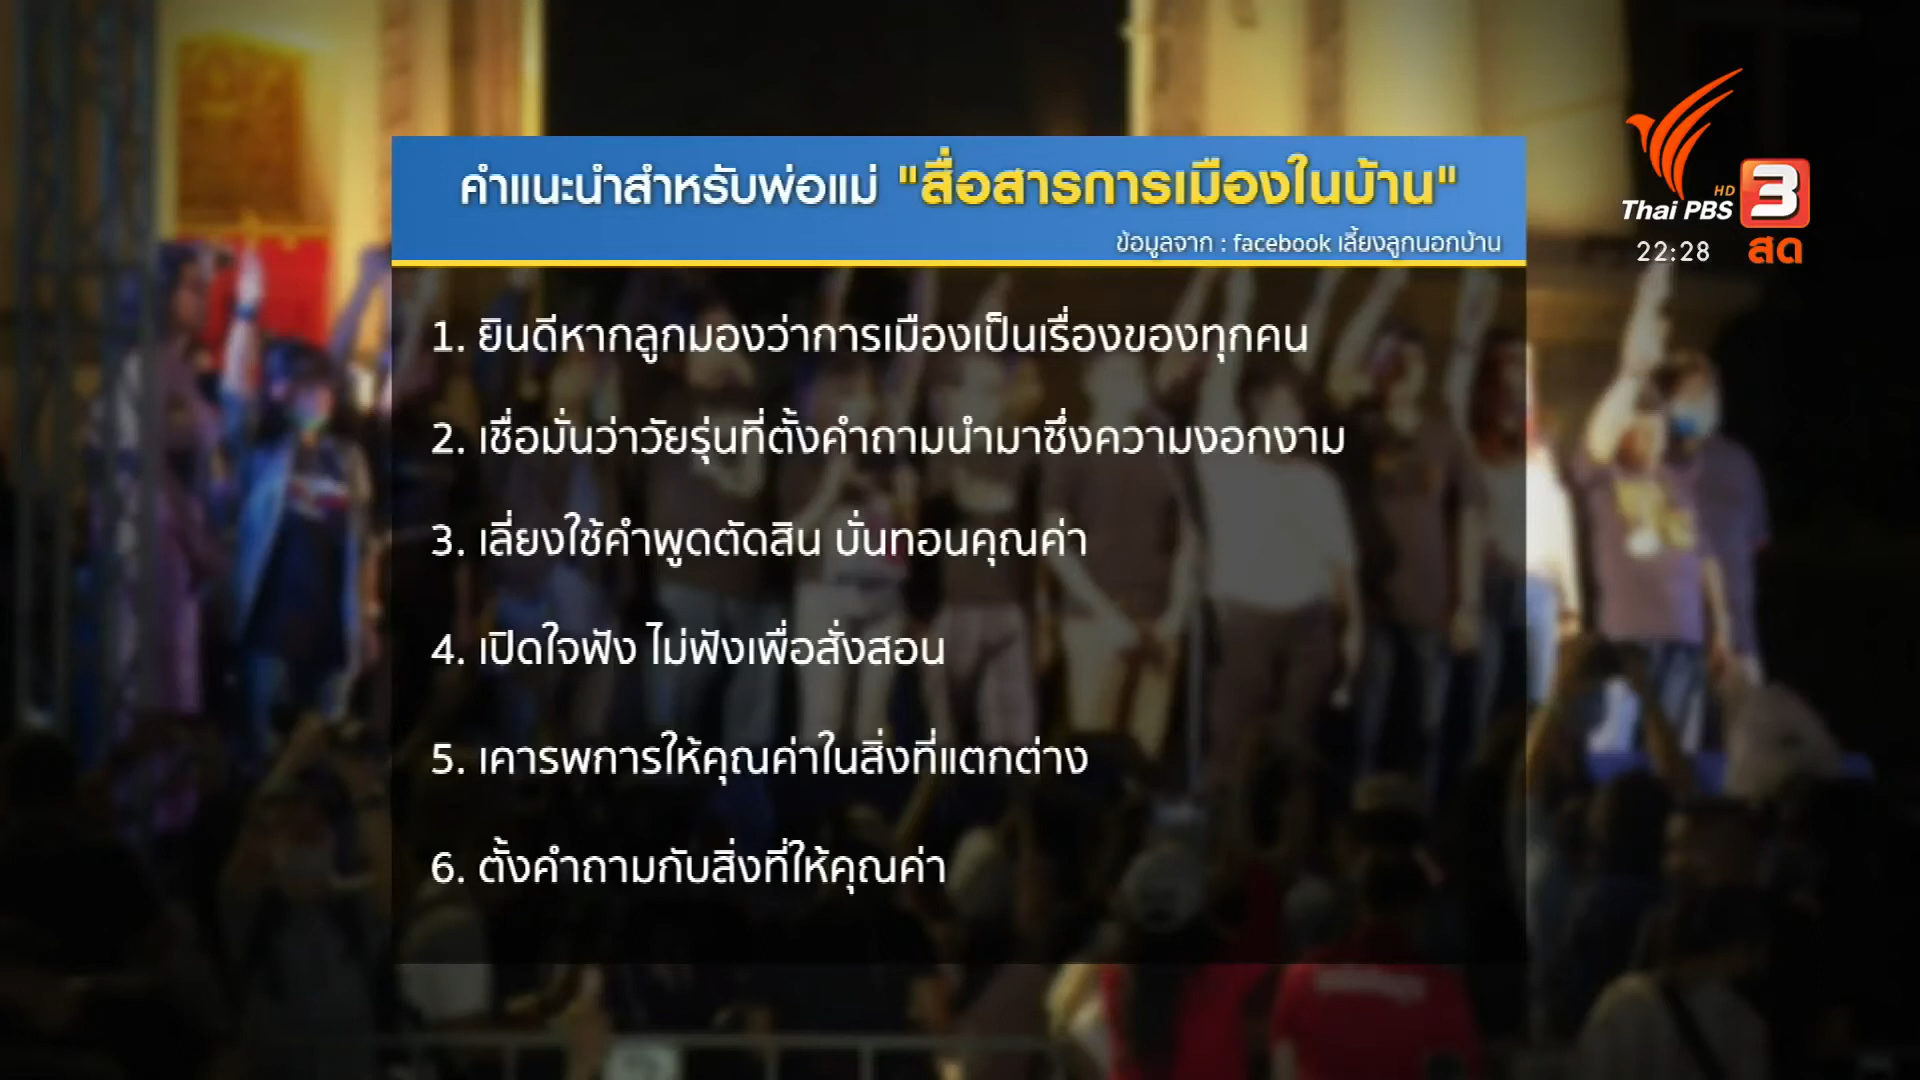 คำแนะนำสำหรับพ่อแม่ "สื่อสารการเมืองในบ้าน"
ข้อมูลจาก : facebook เลี้ยงลูกนอกบ้าน
HD
Thai PBS 3
22:28 สด
1. ยินดีหากลูกมองว่าการเมืองเป็นเรื่องของทุกคน
2. เชื่อมั่นว่าวัยรุ่นที่ตั้งคำถามนำมาซึ่งความงอกงาม
3. เลี่ยงใช้คำพูดตัดสิน บั่นทอนคุณค่า
4. เปิดใจฟัง ไม่ฟังเพื่อสั่งสอน
5. เคารพการให้คุณค่าในสิ่งที่แตกต่าง
6. ตั้งคำถามกับสิ่งที่ให้คุณค่า